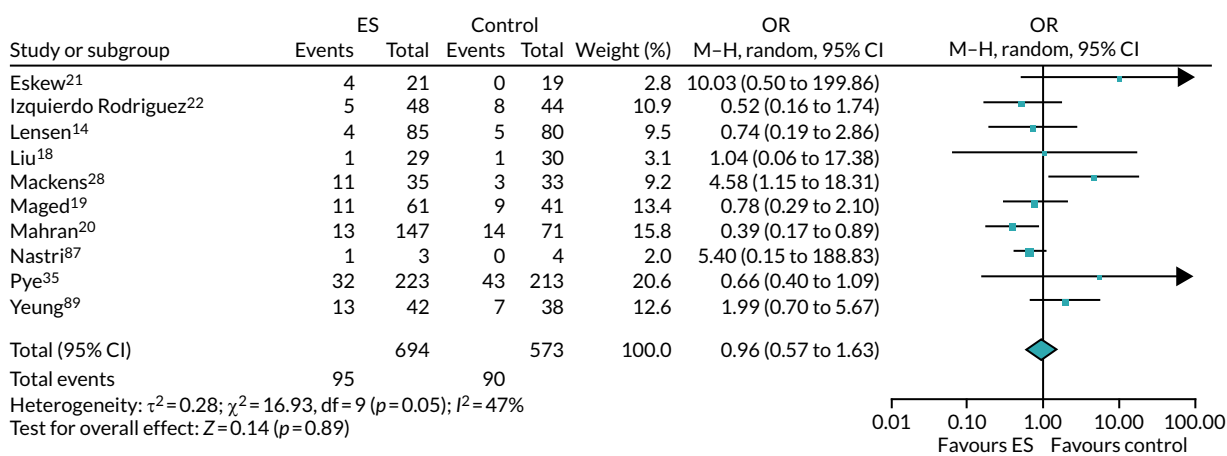 ES Control OR OR
Study or subgroup Events Total Events Total Weight (%) M–H, random, 95% CI M–H, random, 95% CI
Eskew²¹ 4 21 0 19 2.8 10.03 (0.50 to 199.86)
Izquierdo Rodriguez²² 5 48 8 44 10.9 0.52 (0.16 to 1.74)
Lensen¹⁴ 4 85 5 80 9.5 0.74 (0.19 to 2.86)
Liu¹⁸ 1 29 1 30 3.1 1.04 (0.06 to 17.38)
Mackens²⁸ 11 35 3 33 9.2 4.58 (1.15 to 18.31)
Maged¹⁹ 11 61 9 41 13.4 0.78 (0.29 to 2.10)
Mahran²⁰ 13 147 14 71 15.8 0.39 (0.17 to 0.89)
Nastri⁸⁷ 1 3 0 4 2.0 5.40 (0.15 to 188.83)
Pye³⁵ 32 223 43 213 20.6 0.66 (0.40 to 1.09)
Yeung⁸⁹ 13 42 7 38 12.6 1.99 (0.70 to 5.67)
Total (95% CI) 694 573 100.0 0.96 (0.57 to 1.63)
Total events 95 90
Heterogeneity: τ²=0.28; χ²=16.93, df=9 (p=0.05); I²=47%
Test for overall effect: Z=0.14 (p=0.89)
0.01 0.10 1.00 10.00 100.00
Favours ES Favours control